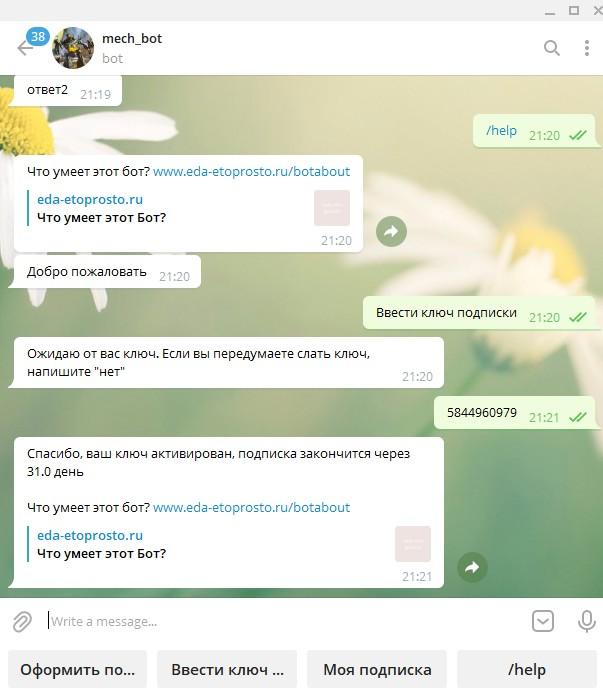 38
mech_bot
bot
ответ2 21:19
/help 21:20
Что умеет этот бот? www.eda-etoprosto.ru/botabout
eda-etoprosto.ru
Что умеет этот Бот?
21:20
Добро пожаловать 21:20
Ввести ключ подписки 21:20
Ожидаю от вас ключ. Если вы передумаете слать ключ,
напишите "нет"
21:20
5844960979 21:21
Спасибо, ваш ключ активирован, подписка закончится через
31.0 день
Что умеет этот бот? www.eda-etoprosto.ru/botabout
eda-etoprosto.ru
Что умеет этот Бот?
21:21
Write a message...
Оформить по... Ввести ключ ... Моя подписка /help